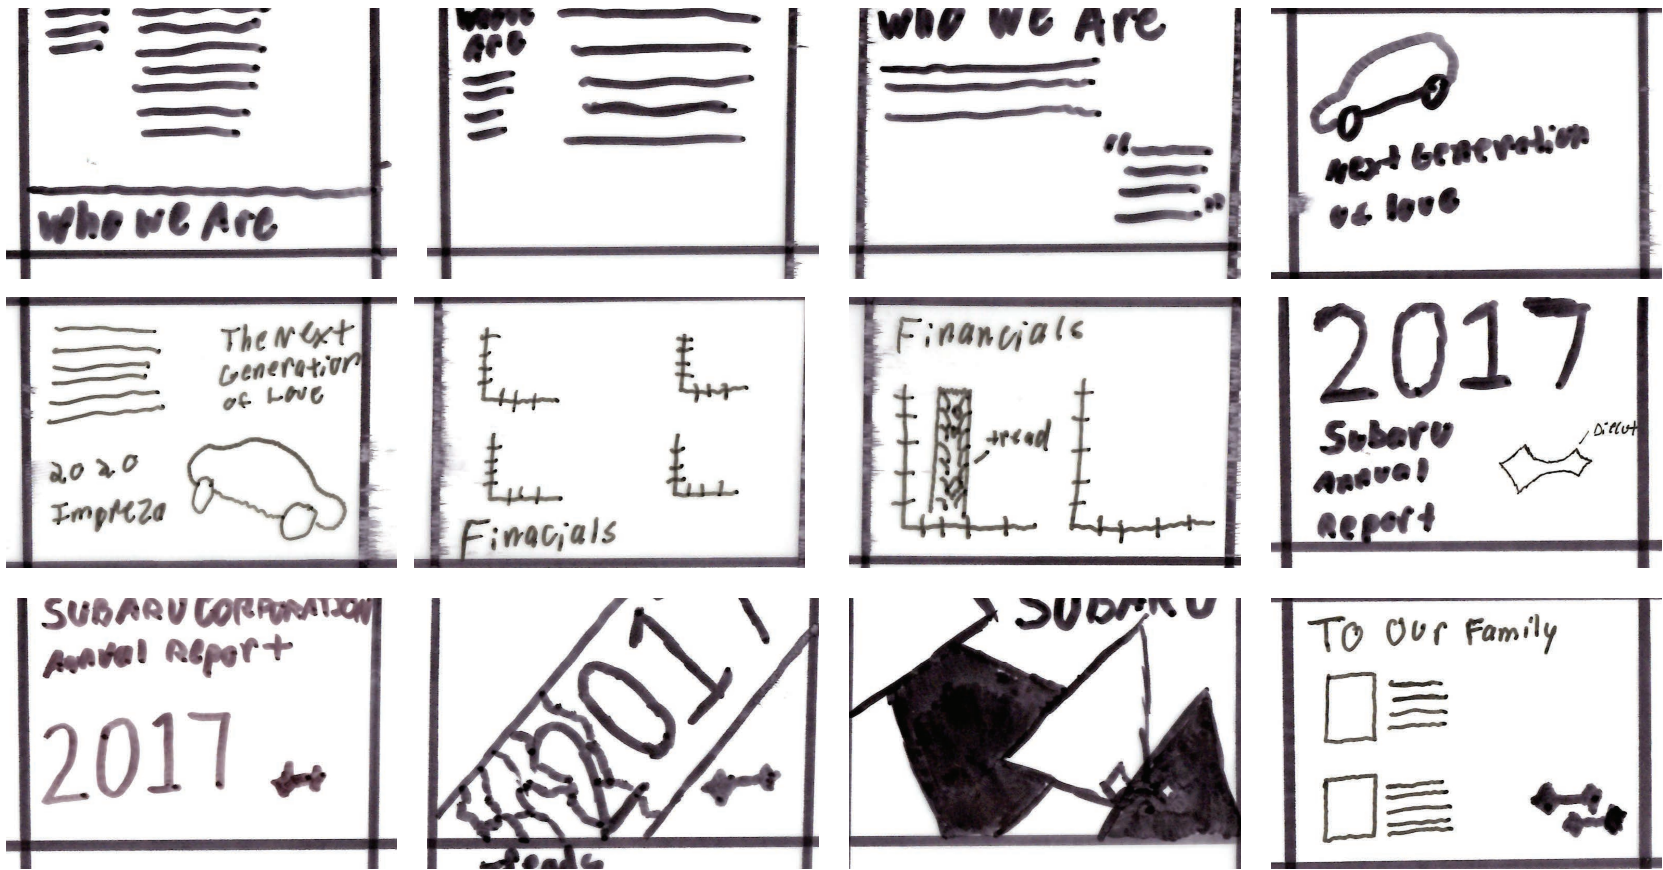 Who We Are
Are
Who We Are
“
”
Next Generation
of love
The Next
Generation
of Love
2020
Impreza
Finacials
Financials
tread
2017
Subaru
Annual
Report
Diecut
SUBARU CORPORATION
Annual Report
2017
2017
SUBARU
To Our Family